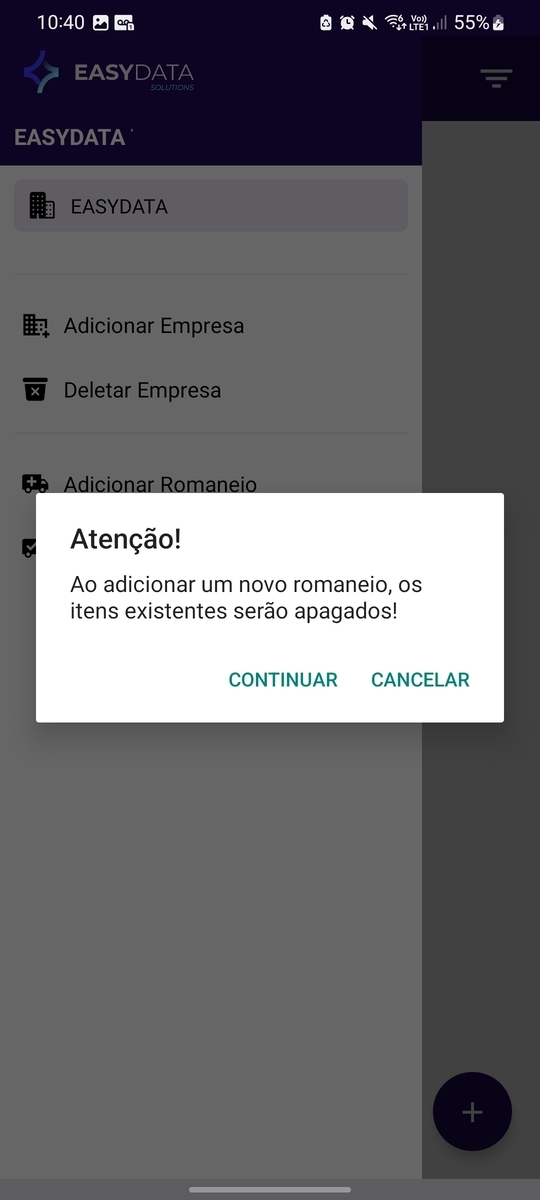 10:40
Vo))
LTE1
55%
EASYDATA
SOLUTIONS
EASYDATA
EASYDATA
Adicionar Empresa
Deletar Empresa
Adicionar Romaneio
Atenção!
Ao adicionar um novo romaneio, os
itens existentes serão apagados!
CONTINUAR CANCELAR